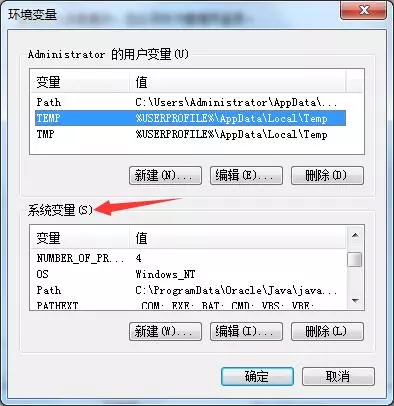 环境变量
Administrator 的用户变量(U)
变量 值
Path C:\Users\Administrator\AppData\...
TEMP %USERPROFILE%\AppData\Local\Temp
TMP %USERPROFILE%\AppData\Local\Temp
新建(N)... 编辑(E)... 删除(D)
系统变量(S)
变量 值
NUMBER_OF_PR... 4
OS Windows_NT
Path C:\ProgramData\Oracle\Java\java...
PATHEXT .COM;.EXE;.BAT;.CMD;.VBS;.VBE;
新建(W)... 编辑(I)... 删除(L)
确定 取消